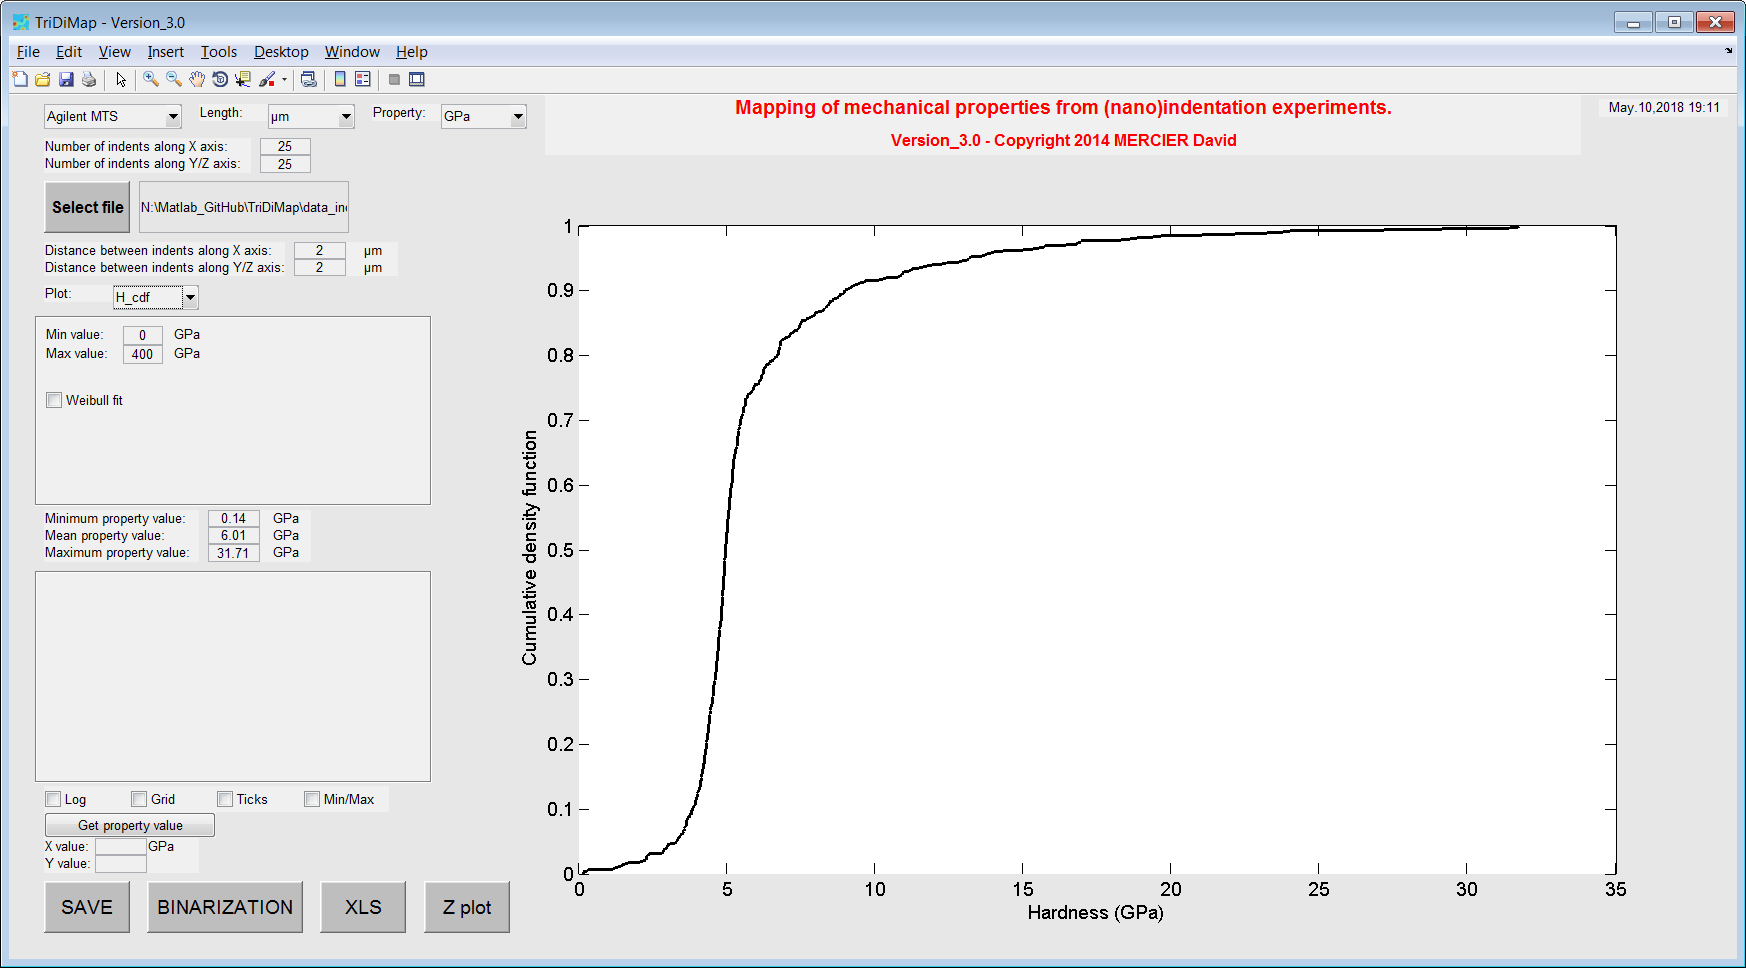 TriDiMap - Version_3.0
File Edit View Insert Tools Desktop Window Help
Agilent MTS Length: µm Property: GPa
Mapping of mechanical properties from (nano)indentation experiments.
May.10,2018 19:11
Version_3.0 - Copyright 2014 MERCIER David
Number of indents along X axis: 25
Number of indents along Y/Z axis: 25
Select file N:\Matlab_GitHub\TriDiMap\data_in
Distance between indents along X axis: 2 µm
Distance between indents along Y/Z axis: 2 µm
Plot: H_cdf
Min value: 0 GPa
Max value: 400 GPa
Weibull fit
Minimum property value: 0.14 GPa
Mean property value: 6.01 GPa
Maximum property value: 31.71 GPa
Log Grid Ticks Min/Max
Get property value
X value: GPa
Y value:
SAVE BINARIZATION XLS Z plot
Cumulative density function
1
0.9
0.8
0.7
0.6
0.5
0.4
0.3
0.2
0.1
0
0 5 10 15 20 25 30 35
Hardness (GPa)